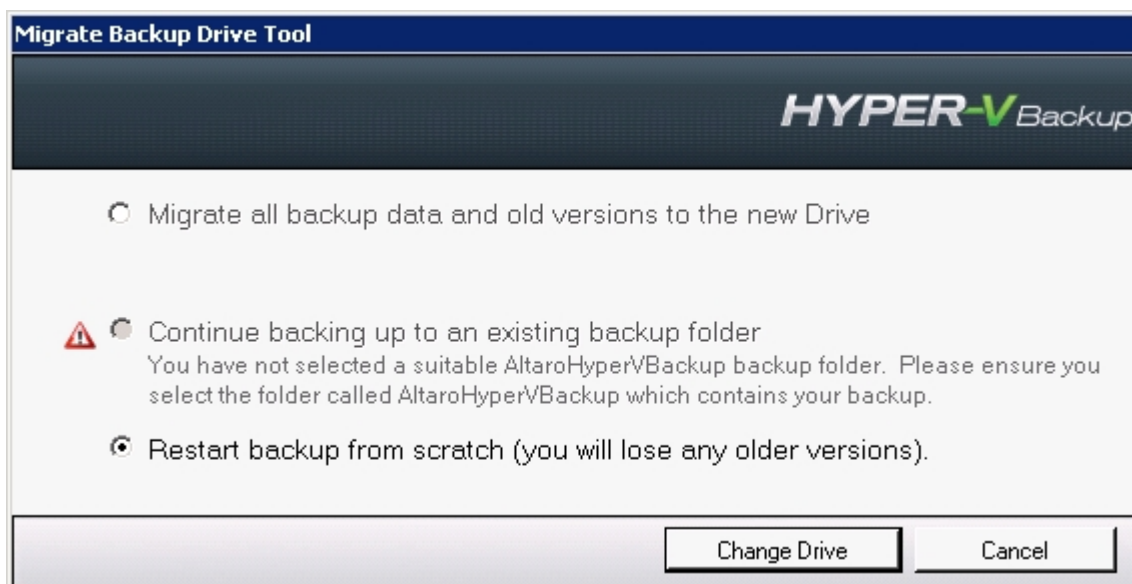 Migrate Backup Drive Tool
HYPER-V Backup
Migrate all backup data and old versions to the new Drive
Continue backing up to an existing backup folder
You have not selected a suitable AltaroHyperVBackup backup folder. Please ensure you
select the folder called AltaroHyperVBackup which contains your backup.
Restart backup from scratch (you will lose any older versions).
Change Drive
Cancel